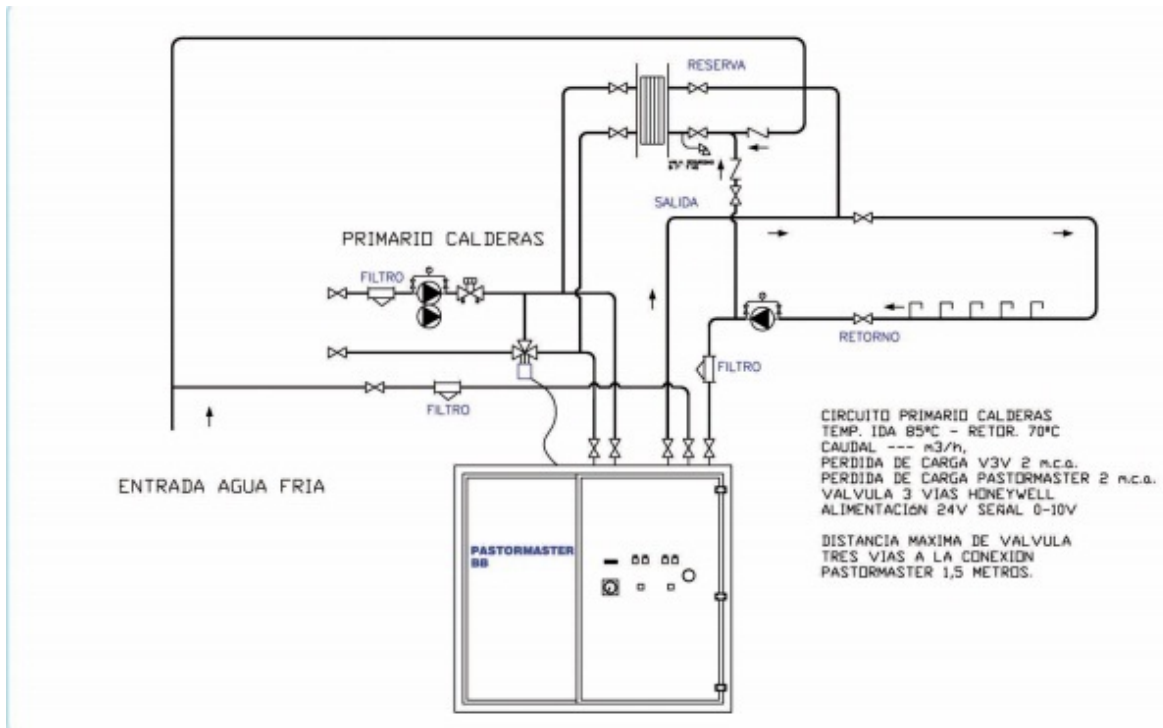 RESERVA
SALIDA
PRIMARIO CALDERAS
FILTRO
RETORNO
FILTRO
FILTRO
ENTRADA AGUA FRIA
CIRCUITO PRIMARIO CALDERAS
TEMP. IDA 85ºC - RETOR. 70ºC
CAUDAL --- m3/h,
PERDIDA DE CARGA V3V 2 m.c.a.
PERDIDA DE CARGA PASTORMASTER 2 m.c.a.
VALVULA 3 VIAS HONEYWELL
ALIMENTACIÓN 24V SEÑAL 0-10V
DISTANCIA MAXIMA DE VALVULA
TRES VIAS A LA CONEXION
PASTORMASTER 1,5 METROS.
PASTORMASTER
BB